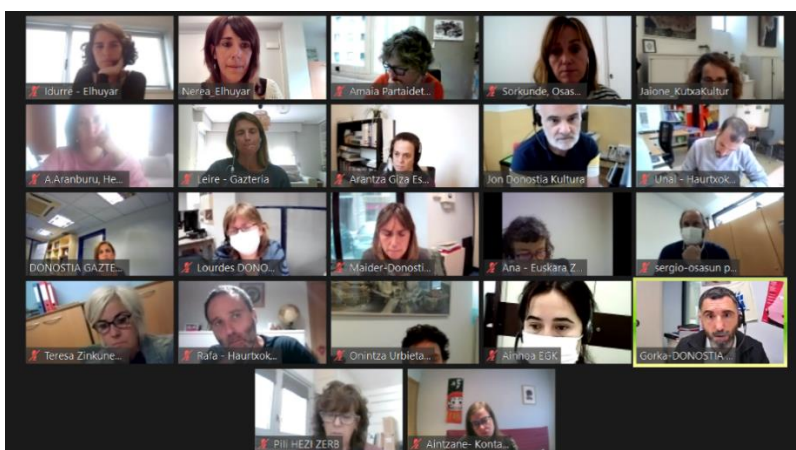 Idurre - Elhuyar
Nerea_Elhuyar
Amaia Partaidet...
Sorkunde, Osas...
Jaione_KutxaKultur
A.Aranburu, He...
Leire - Gazteria
Arantza Giza Es...
Jon Donostia Kultura
Unai - Haurtxok...
DONOSTIA GAZTE...
Lourdes DONO...
Maider-Donosti...
Ana - Euskara Z...
sergio-osasun p...
Teresa Zinkune...
Rafa - Haurtxok...
Onintza Urbieta...
Ainhoa EGK
Gorka-DONOSTIA ...
Pili HEZI ZERB
Aintzane- Konta...